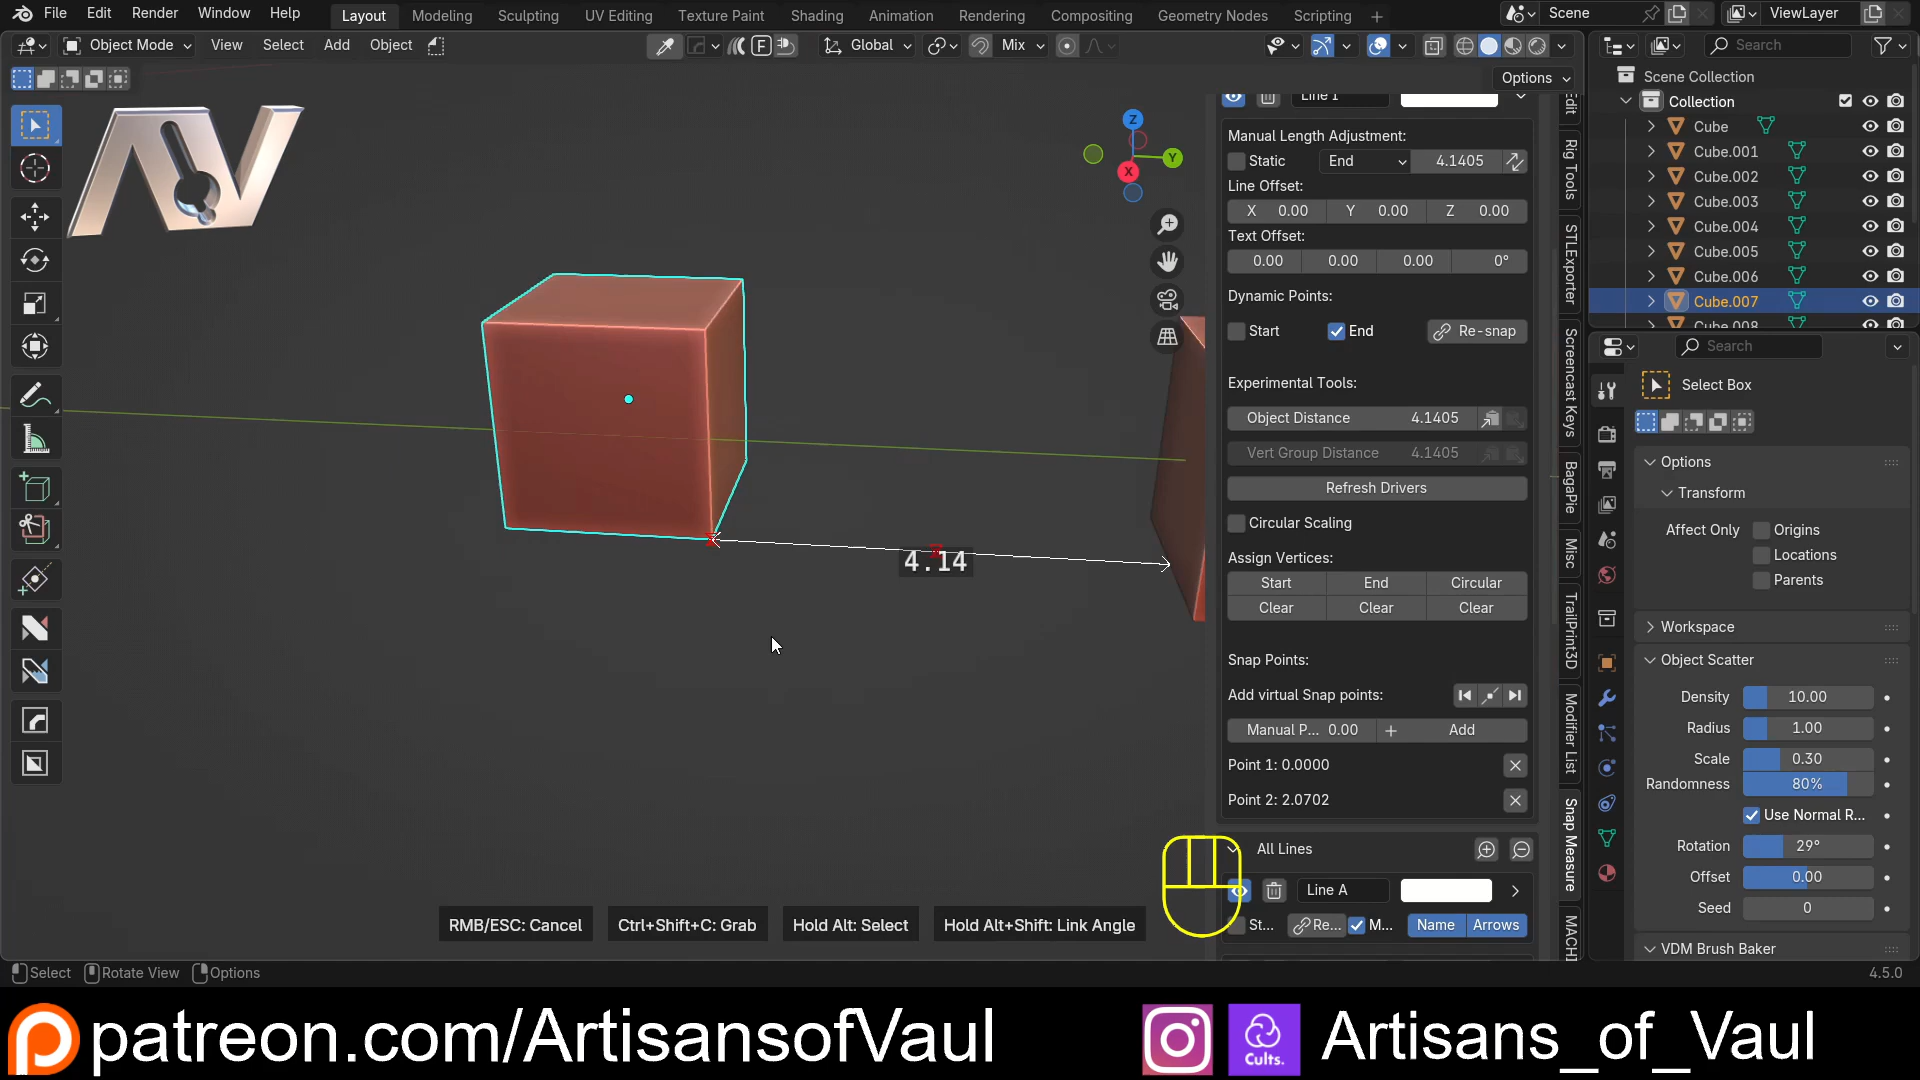 File Edit Render Window Help Layout Modeling Sculpting UV Editing Texture Paint Shading Animation Rendering Compositing Geometry Nodes Scripting + Scene ViewLayer
Object Mode View Select Add Object F Global Mix Search
Options
Z
Y
X
AV
4.14
Line 1
Manual Length Adjustment:
Static End 4.1405
Line Offset:
X 0.00 Y 0.00 Z 0.00
Text Offset:
0.00 0.00 0.00 0°
Dynamic Points:
Start End Re-snap
Experimental Tools:
Object Distance 4.1405
Vert Group Distance 4.1405
Refresh Drivers
Circular Scaling
Assign Vertices:
Start End Circular
Clear Clear Clear
Snap Points:
Add virtual Snap points:
Manual P... 0.00 + Add
Point 1: 0.0000
Point 2: 2.0702
All Lines
Line A
St... Re... M... Name Arrows
Edit
Rig Tools
STLExporter
Screencast Keys
BagaPie
Misc
TrailPrint3D
Modifier List
Snap Measure
MACHI
Scene Collection
Collection
Cube
Cube.001
Cube.002
Cube.003
Cube.004
Cube.005
Cube.006
Cube.007
Cube.008
Search
Select Box
Options
Transform
Affect Only Origins
Locations
Parents
Workspace
Object Scatter
Density 10.00
Radius 1.00
Scale 0.30
Randomness 80%
Use Normal R...
Rotation 29°
Offset 0.00
Seed 0
VDM Brush Baker
RMB/ESC: Cancel Ctrl+Shift+C: Grab Hold Alt: Select Hold Alt+Shift: Link Angle
Select Rotate View Options 4.5.0
patreon.com/ArtisansofVaul Cults. Artisans_of_Vaul